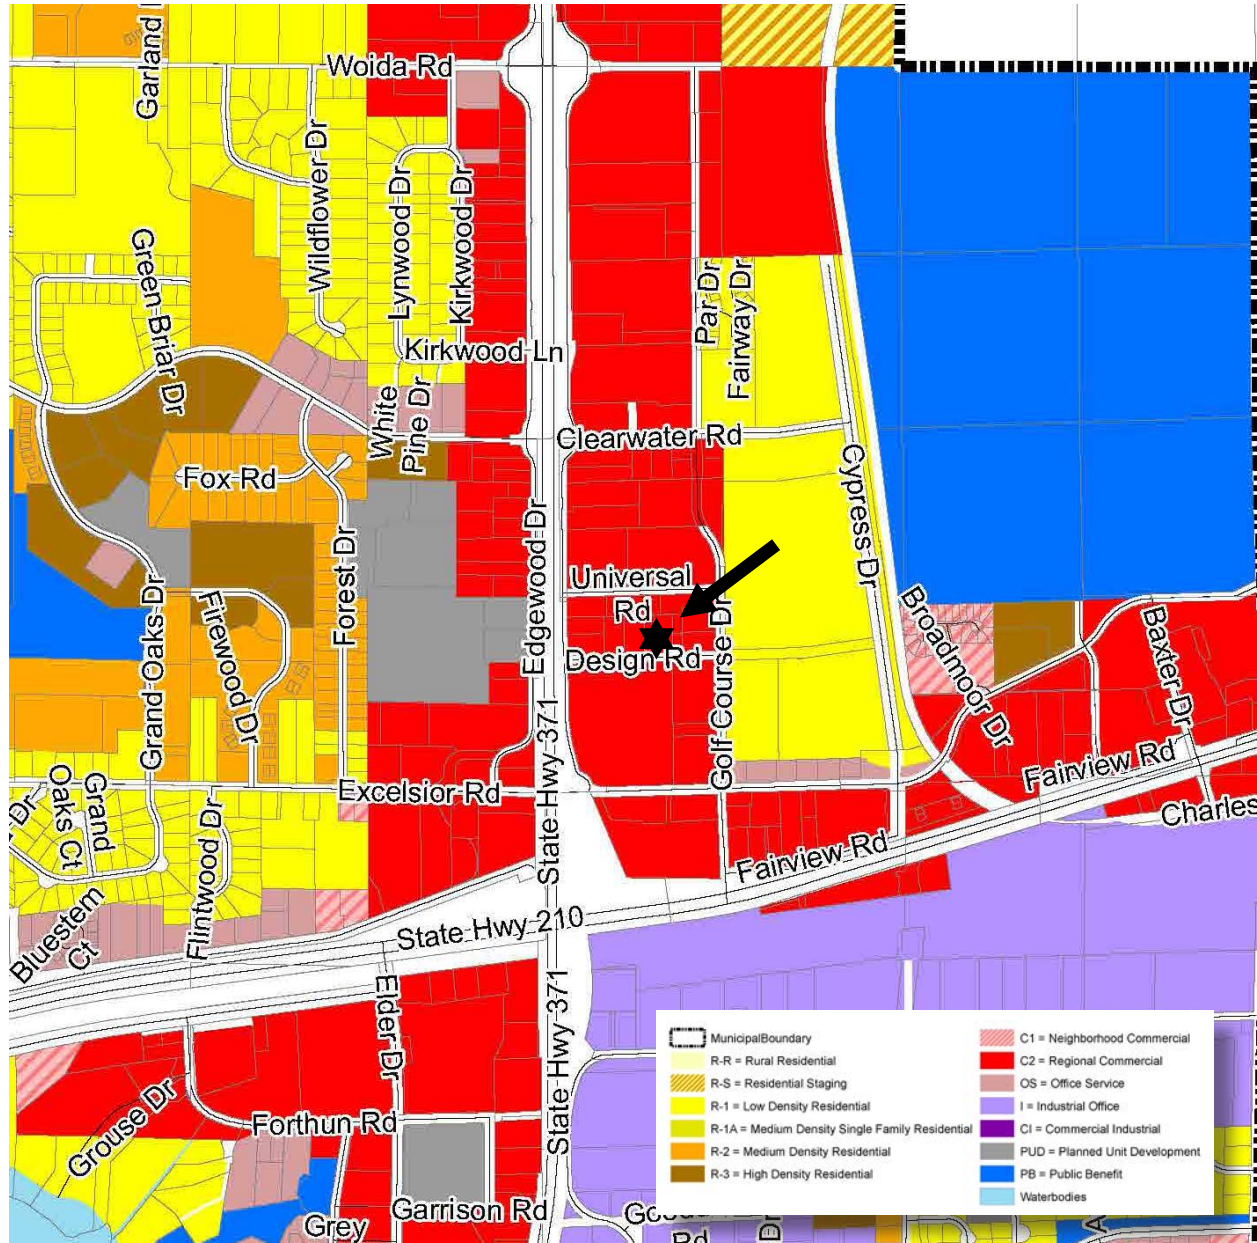 Garland
Woida Rd
Wildflower Dr
Lynwood Dr
Kirkwood Dr
Green Briar Dr
Par Dr
Fairway Dr
Kirkwood Ln
White
Pine Dr
Clearwater Rd
Fox Rd
Cypress Dr
Edgewood Dr
Forest Dr
Universal
Rd
Firewood Dr
Grand Oaks Dr
Design Rd
Golf Course Dr
Broadmoor Dr
Baxter Dr
State Hwy 371
Excelsior Rd
Fairview Rd
Charles
Dr
Grand
Oaks Ct
Flintwood Dr
Fairview Rd
Bluestem
Ct
State Hwy 210
Elder Dr
State Hwy 371
Grouse Dr
Forthun Rd
Garrison Rd
Grey
Rd
MunicipalBoundary
R-R = Rural Residential
R-S = Residential Staging
R-1 = Low Density Residential
R-1A = Medium Density Single Family Residential
R-2 = Medium Density Residential
R-3 = High Density Residential
C1 = Neighborhood Commercial
C2 = Regional Commercial
OS = Office Service
I = Industrial Office
CI = Commercial Industrial
PUD = Planned Unit Development
PB = Public Benefit
Waterbodies